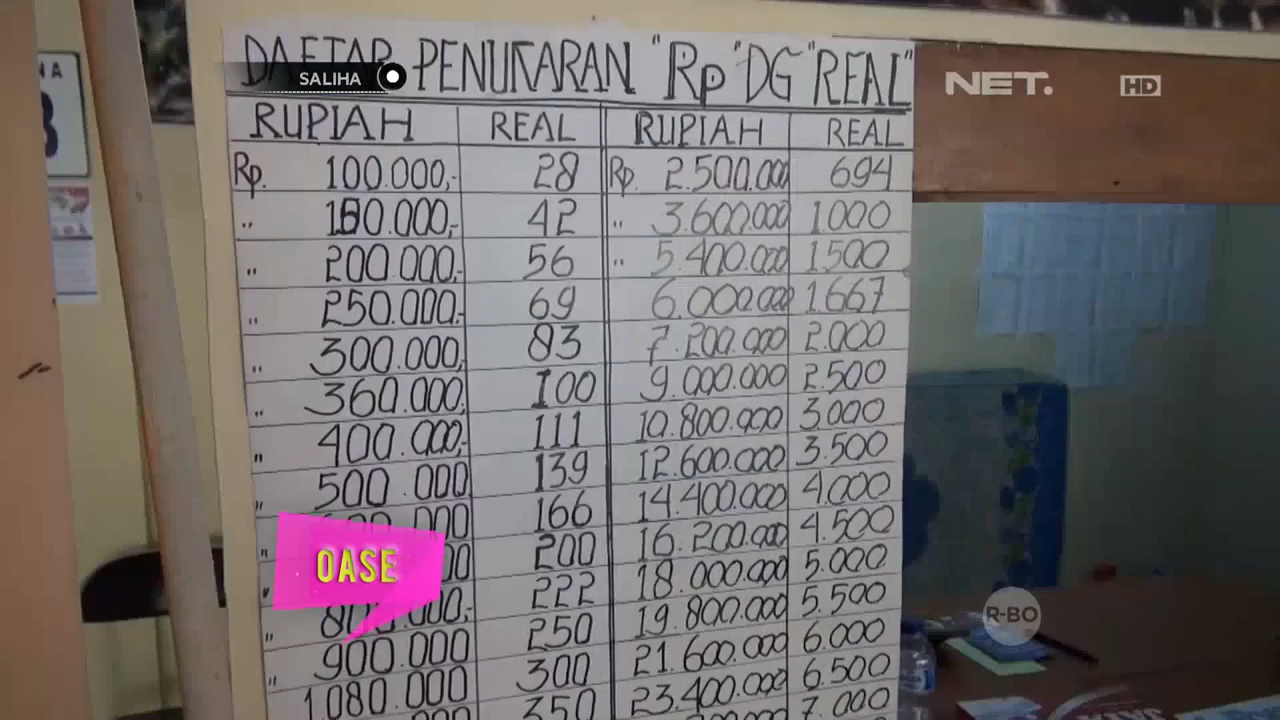 DAFTAR PENUKARAN "Rp" DG "REAL"
SALIHA
NET. HD
RUPIAH REAL RUPIAH REAL
Rp. 100.000,- 28 Rp. 2.500.000 694
" 150.000,- 42 " 3.600.000 1.000
" 200.000,- 56 " 5.400.000 1500
" 250.000,- 69 6.000.000 1.667
" 300.000,- 83 7.200.000 2.000
" 360.000,- 100 9.000.000 2.500
" 400.000,- 111 10.800.000 3.000
" 500.000 139 12.600.000 3.500
" 166 14.400.000 4.000
" 200 16.200.000 4.500
" 800.000,- 222 18.000.000 5.000
" 900.000 250 19.800.000 5.500
" 1080.000 300 21.600.000 6.000
350 23.400.000 6.500
7.000
OASE
R-BO